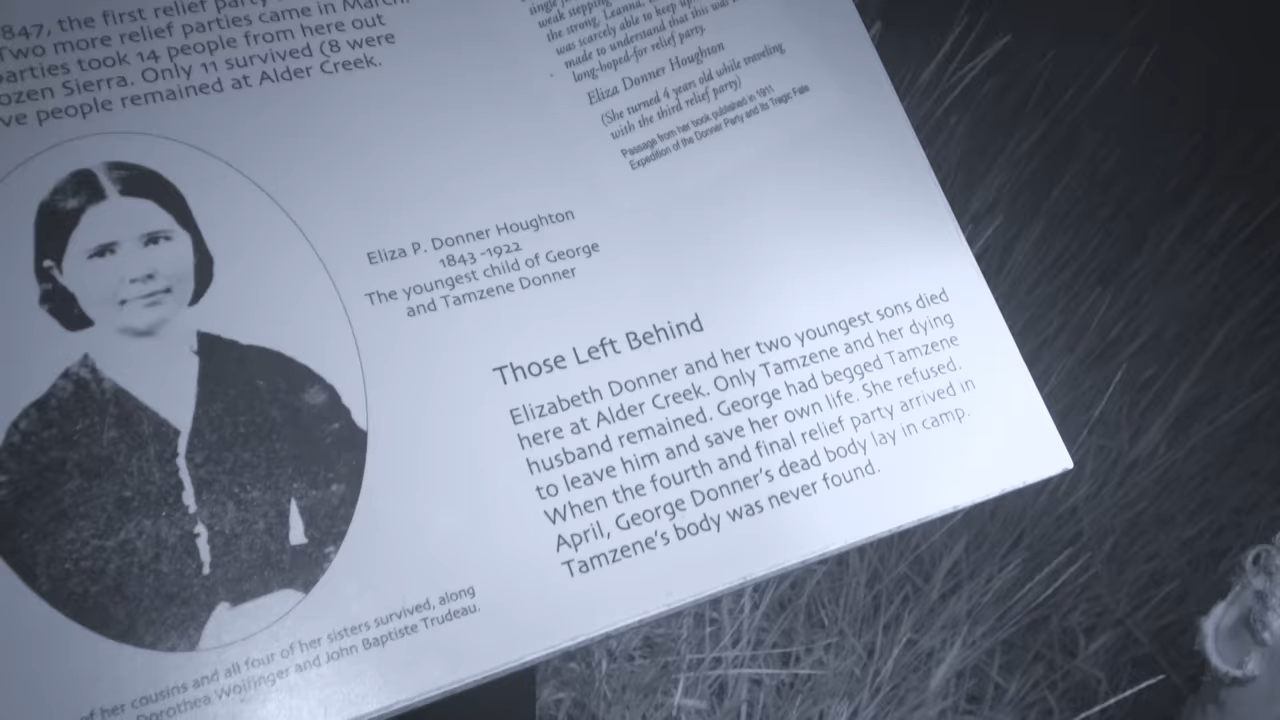 1847, the first relief party
Two more relief parties came in March.
parties took 14 people from here out
ozen Sierra. Only 11 survived (8 were
ve people remained at Alder Creek.
single
weak stepping
the strong. Leanna,
was scarcely able to keep up
made to understand that this was
long-hoped-for relief party.
Eliza Donner Houghton
(She turned 4 years old while traveling
with the third relief party)
Passage from her book published in 1911
Expedition of the Donner Party and Its Tragic Fate
Eliza P. Donner Houghton
1843 -1922
The youngest child of George
and Tamzene Donner
Those Left Behind
Elizabeth Donner and her two youngest sons died
here at Alder Creek. Only Tamzene and her dying
husband remained. George had begged Tamzene
to leave him and save her own life. She refused.
When the fourth and final relief party arrived in
April, George Donner's dead body lay in camp.
Tamzene's body was never found.
of her cousins and all four of her sisters survived, along
Dorothea Wolfinger and John Baptiste Trudeau.